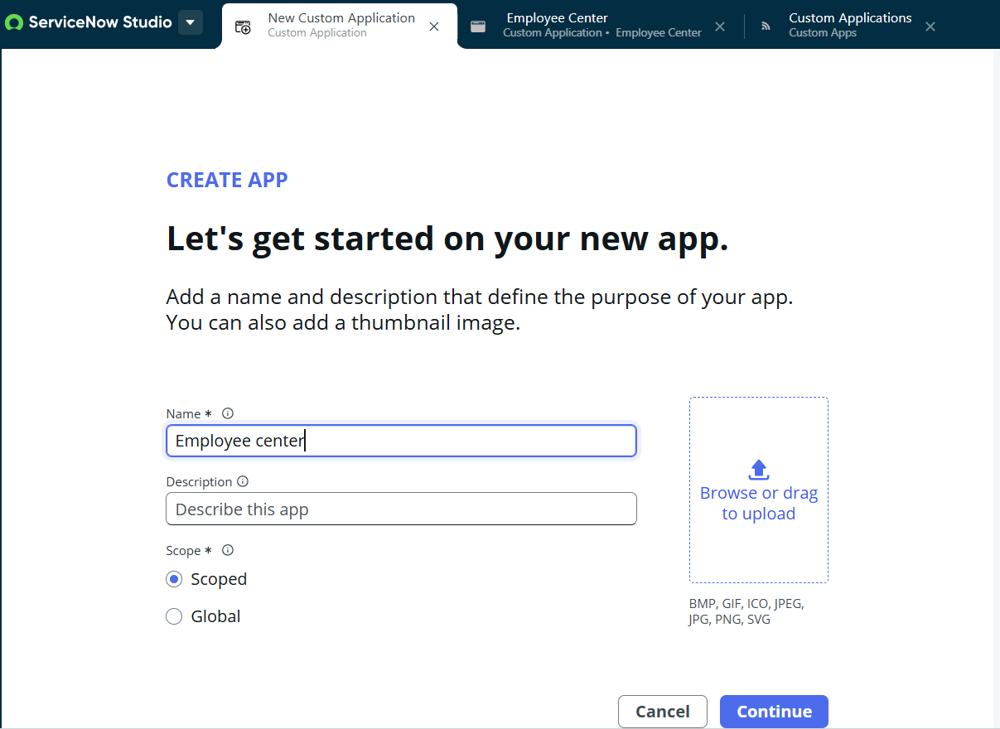 ServiceNow Studio
New Custom Application
Custom Application
Employee Center
Custom Application • Employee Center
Custom Applications
Custom Apps
CREATE APP
Let's get started on your new app.
Add a name and description that define the purpose of your app.
You can also add a thumbnail image.
Name *
Employee center
Description
Describe this app
Scope *
Scoped
Global
Browse or drag
to upload
BMP, GIF, ICO, JPEG,
JPG, PNG, SVG
Cancel
Continue